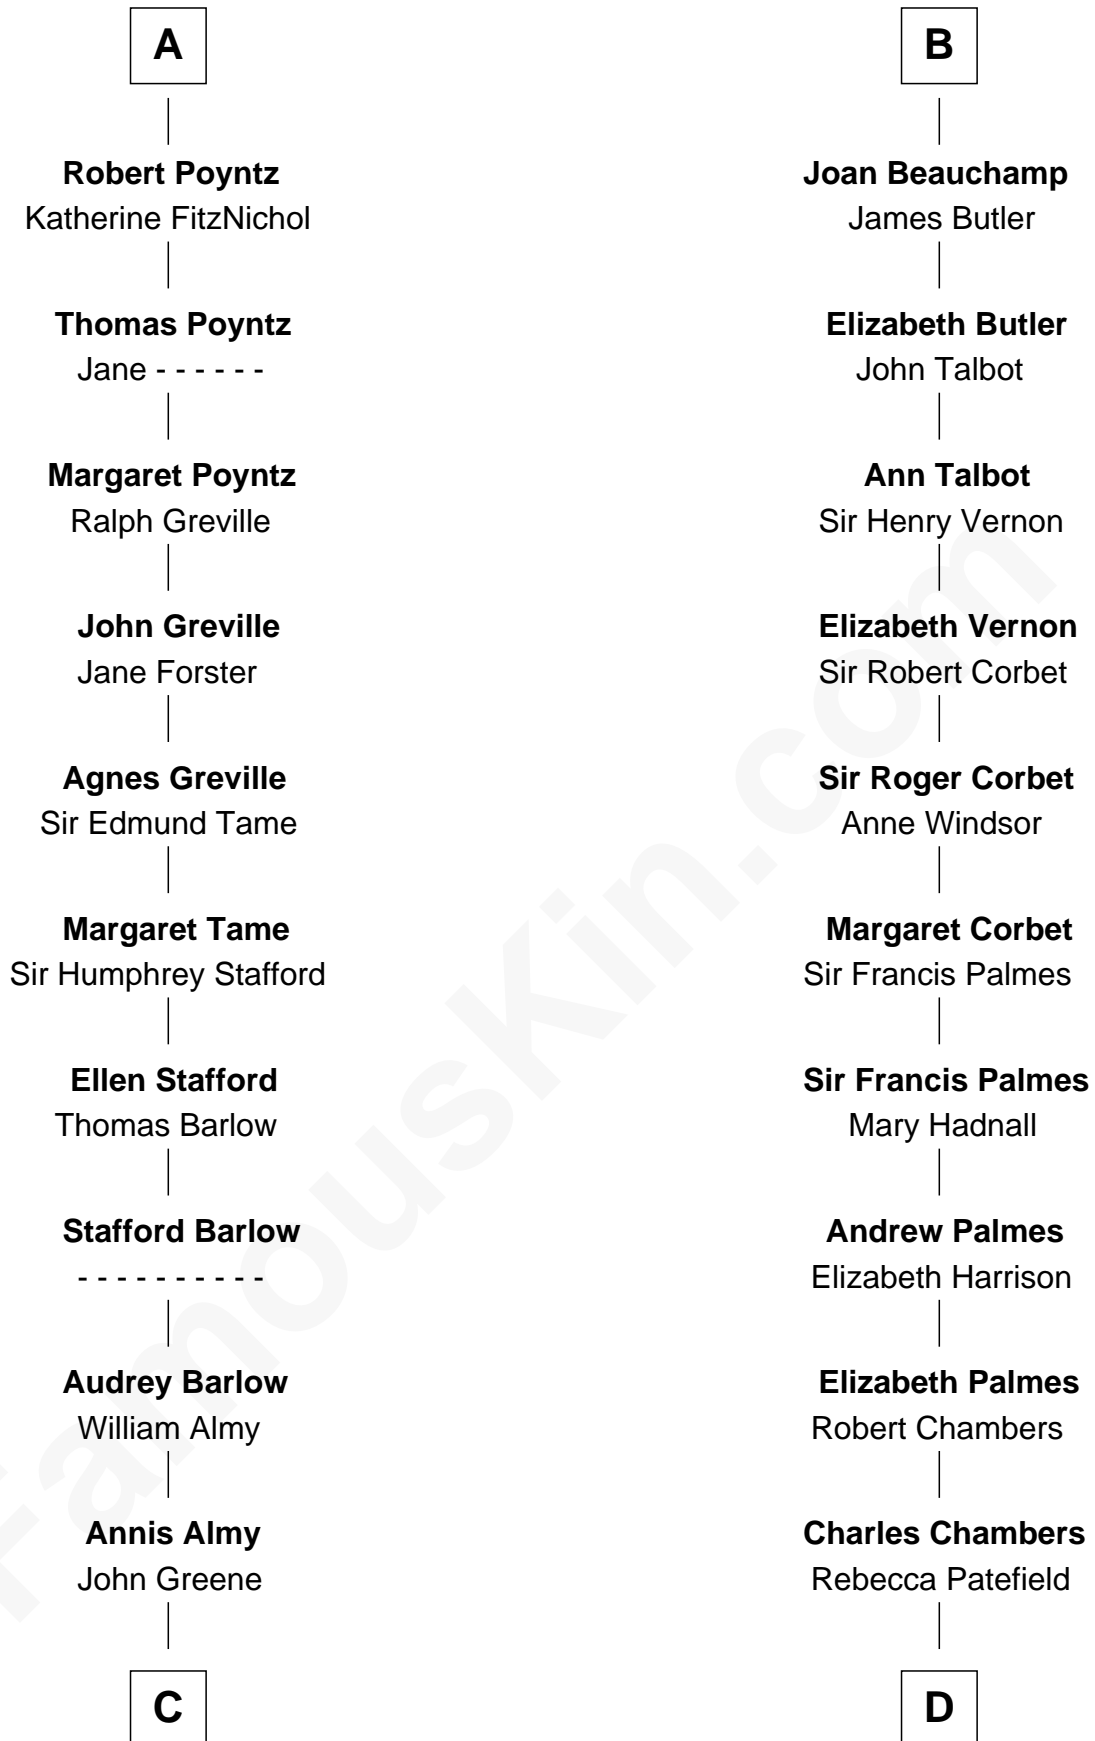 A
Robert Poyntz
Katherine FitzNichol
Thomas Poyntz
Jane - - - - - -
Margaret Poyntz
Ralph Greville
John Greville
Jane Forster
Agnes Greville
Sir Edmund Tame
Margaret Tame
Sir Humphrey Stafford
Ellen Stafford
Thomas Barlow
Stafford Barlow
- - - - - - - - - -
Audrey Barlow
William Almy
Annis Almy
John Greene
C
B
Joan Beauchamp
James Butler
Elizabeth Butler
John Talbot
Ann Talbot
Sir Henry Vernon
Elizabeth Vernon
Sir Robert Corbet
Sir Roger Corbet
Anne Windsor
Margaret Corbet
Sir Francis Palmes
Sir Francis Palmes
Mary Hadnall
Andrew Palmes
Elizabeth Harrison
Elizabeth Palmes
Robert Chambers
Charles Chambers
Rebecca Patefield
D
FamousKin.com